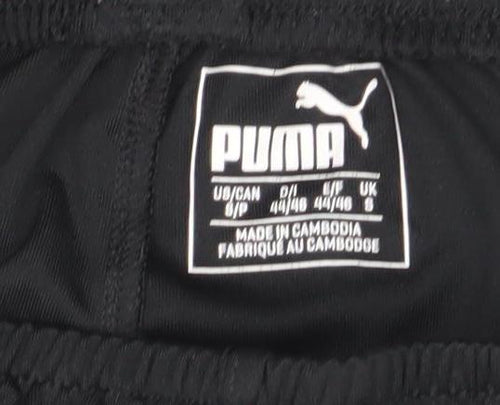 PUMA
US/CAN D/I E/F UK
S/P 44/46 44/46 S
MADE IN CAMBODIA
FABRIQUÉ AU CAMBODGE